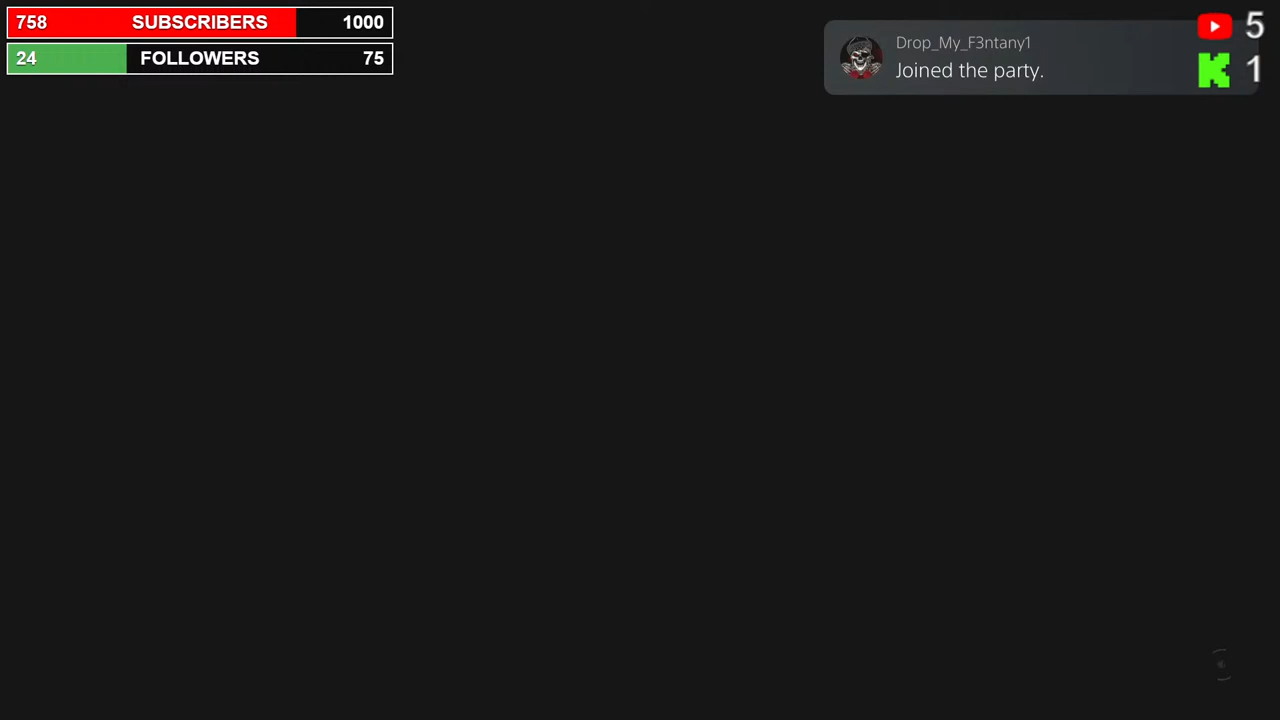 758 SUBSCRIBERS 1000
24 FOLLOWERS 75
Drop_My_F3ntany1
Joined the party.
5
K 1